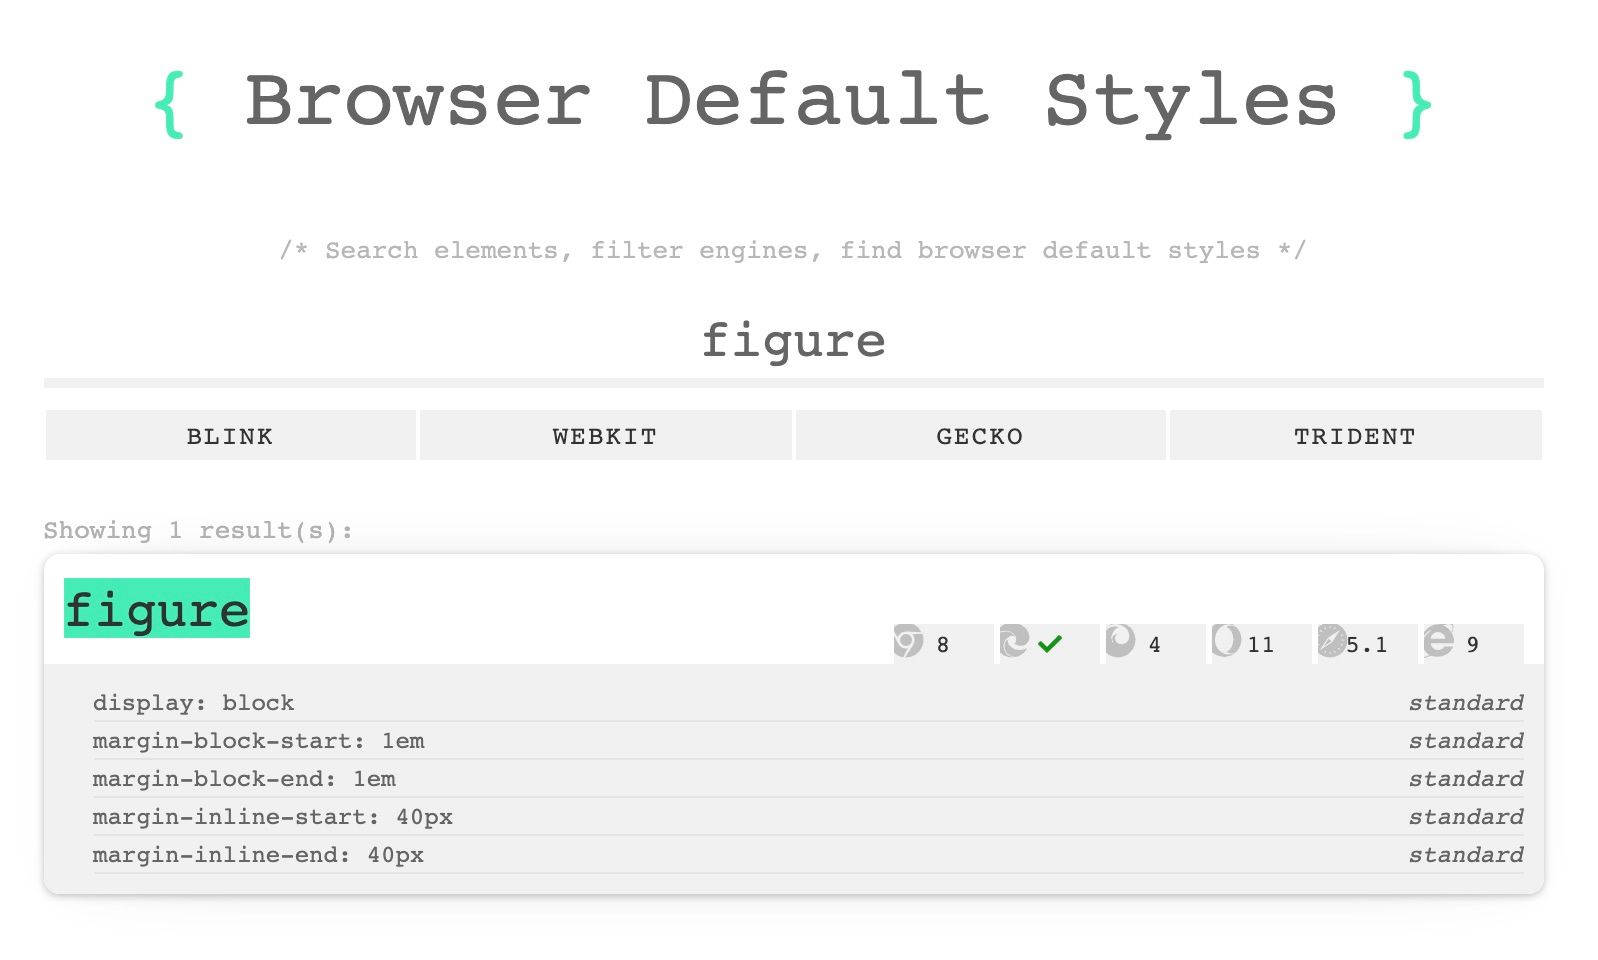 { Browser Default Styles }
/* Search elements, filter engines, find browser default styles */
figure
BLINK WEBKIT GECKO TRIDENT
Showing 1 result(s):
figure
8 4 11 5.1 9
display: block standard
margin-block-start: 1em standard
margin-block-end: 1em standard
margin-inline-start: 40px standard
margin-inline-end: 40px standard